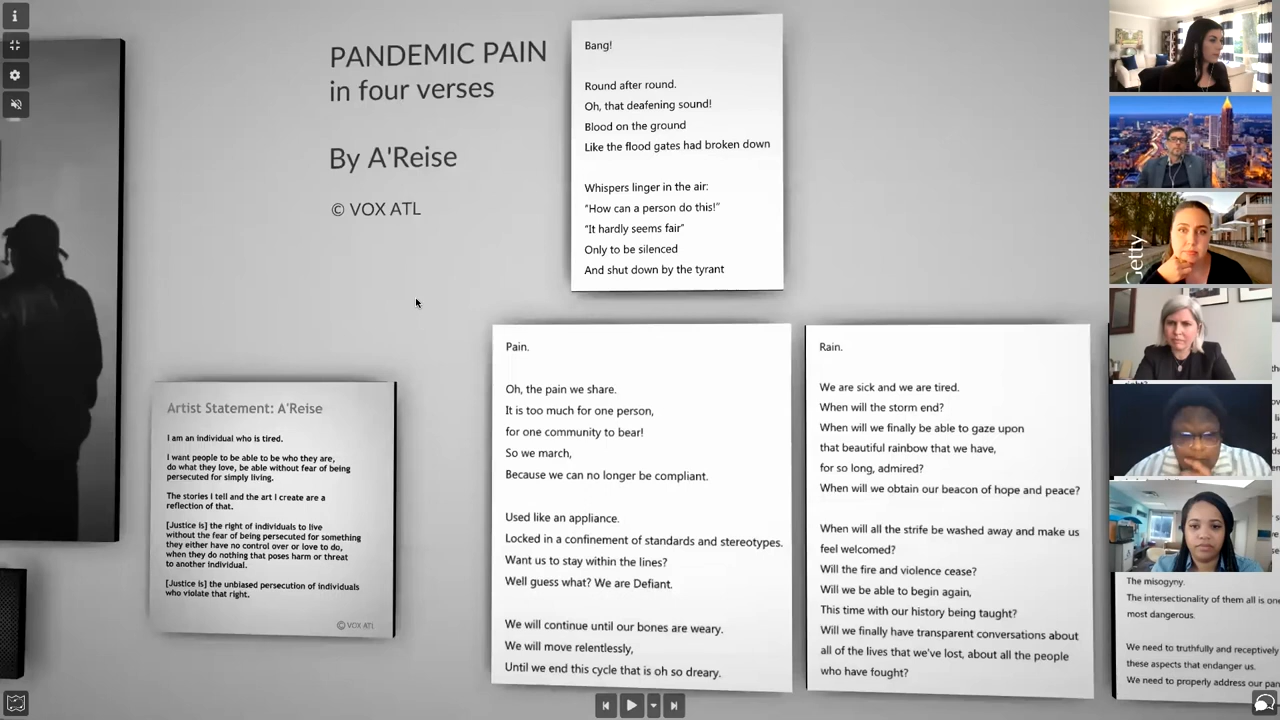 PANDEMIC PAIN
in four verses
By A'Reise
© VOX ATL
Bang!
Round after round.
Oh, that deafening sound!
Blood on the ground
Like the flood gates had broken down
Whispers linger in the air:
"How can a person do this!"
"It hardly seems fair"
Only to be silenced
And shut down by the tyrant
Artist Statement: A'Reise
I am an individual who is tired.
I want people to be able to be who they are,
do what they love, be able without fear of being
persecuted for simply living.
The stories I tell and the art I create are a
reflection of that.
[Justice is] the right of individuals to live
without the fear of being persecuted for something
they either have no control over or love to do,
when they do nothing that poses harm or threat
to another individual.
[Justice is] the unbiased persecution of individuals
who violate that right.
© VOX ATL
Pain.
Oh, the pain we share.
It is too much for one person,
for one community to bear!
So we march,
Because we can no longer be compliant.
Used like an appliance.
Locked in a confinement of standards and stereotypes.
Want us to stay within the lines?
Well guess what? We are Defiant.
We will continue until our bones are weary.
We will move relentlessly,
Until we end this cycle that is oh so dreary.
Rain.
We are sick and we are tired.
When will the storm end?
When will we finally be able to gaze upon
that beautiful rainbow that we have,
for so long, admired?
When will we obtain our beacon of hope and peace?
When will all the strife be washed away and make us
feel welcomed?
Will the fire and violence cease?
Will we be able to begin again,
This time with our history being taught?
Will we finally have transparent conversations about
all of the lives that we've lost, about all the people
who have fought?
The misogyny.
The intersectionality of them all is one
most dangerous.
We need to truthfully and receptively
these aspects that endanger us.
We need to properly address our pan
Getty